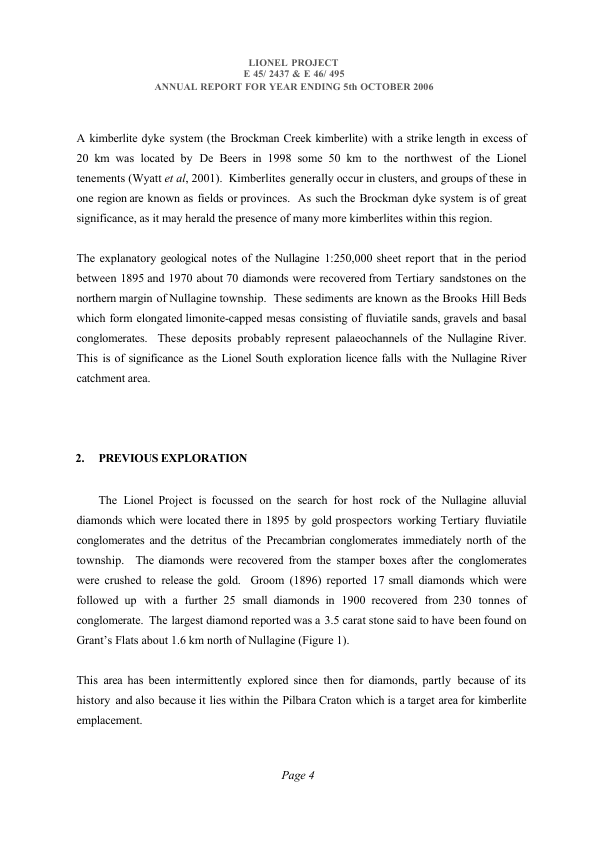 LIONEL PROJECT
E 45/ 2437 & E 46/ 495
ANNUAL REPORT FOR YEAR ENDING 5th OCTOBER 2006
A kimberlite dyke system (the Brockman Creek kimberlite) with a strike length in excess of
20 km was located by De Beers in 1998 some 50 km to the northwest of the Lionel
tenements (Wyatt et al, 2001). Kimberlites generally occur in clusters, and groups of these in
one region are known as fields or provinces. As such the Brockman dyke system is of great
significance, as it may herald the presence of many more kimberlites within this region.
The explanatory geological notes of the Nullagine 1:250,000 sheet report that in the period
between 1895 and 1970 about 70 diamonds were recovered from Tertiary sandstones on the
northern margin of Nullagine township. These sediments are known as the Brooks Hill Beds
which form elongated limonite-capped mesas consisting of fluviatile sands, gravels and basal
conglomerates. These deposits probably represent palaeochannels of the Nullagine River.
This is of significance as the Lionel South exploration licence falls with the Nullagine River
catchment area.
2. PREVIOUS EXPLORATION
The Lionel Project is focussed on the search for host rock of the Nullagine alluvial
diamonds which were located there in 1895 by gold prospectors working Tertiary fluviatile
conglomerates and the detritus of the Precambrian conglomerates immediately north of the
township. The diamonds were recovered from the stamper boxes after the conglomerates
were crushed to release the gold. Groom (1896) reported 17 small diamonds which were
followed up with a further 25 small diamonds in 1900 recovered from 230 tonnes of
conglomerate. The largest diamond reported was a 3.5 carat stone said to have been found on
Grant's Flats about 1.6 km north of Nullagine (Figure 1).
This area has been intermittently explored since then for diamonds, partly because of its
history and also because it lies within the Pilbara Craton which is a target area for kimberlite
emplacement.
Page 4